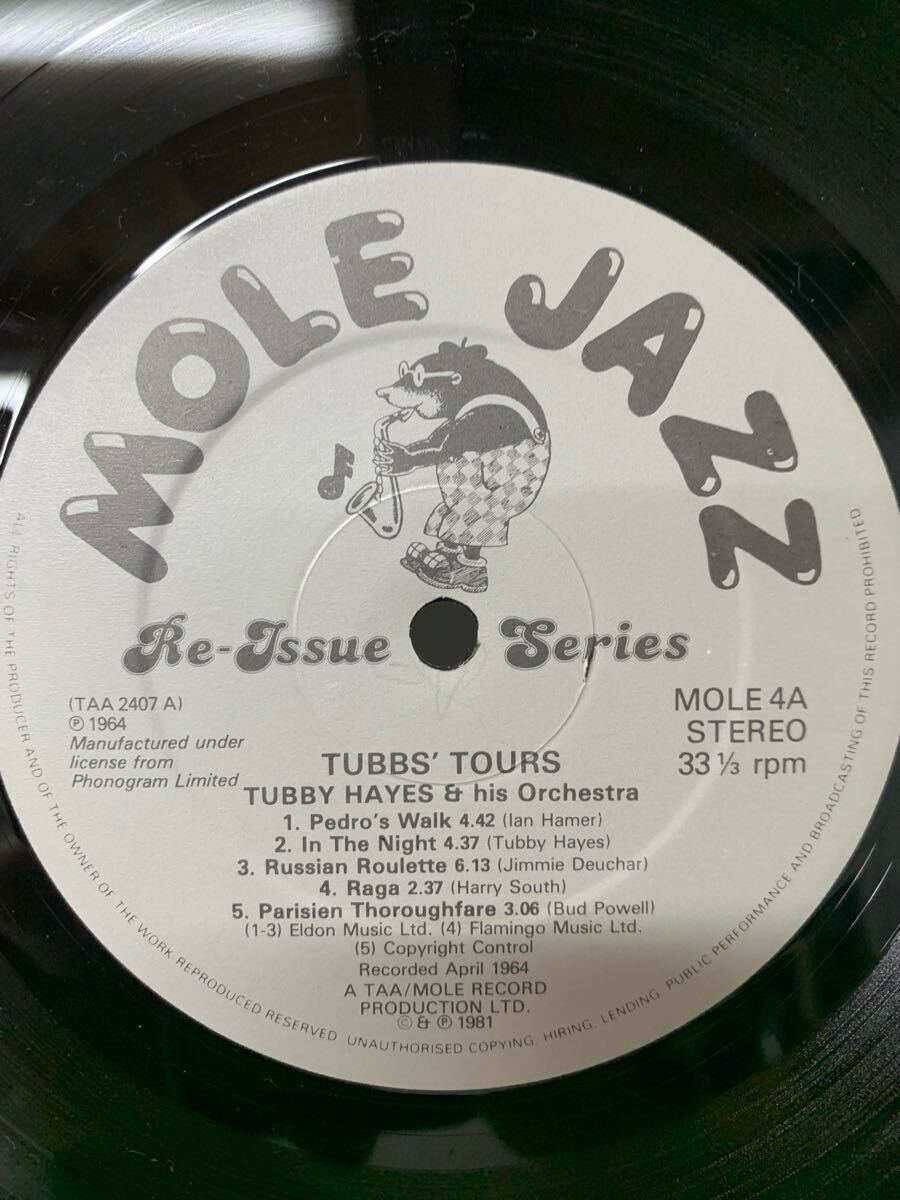 MOLE JAZZ
Re-Issue Series
(TAA 2407 A)
℗ 1964
Manufactured under
license from
Phonogram Limited
MOLE 4A
STEREO
33 ⅓ rpm
TUBBS' TOURS
TUBBY HAYES & his Orchestra
1. Pedro's Walk 4.42 (Ian Hamer)
2. In The Night 4.37 (Tubby Hayes)
3. Russian Roulette 6.13 (Jimmie Deuchar)
4. Raga 2.37 (Harry South)
5. Parisien Thoroughfare 3.06 (Bud Powell)
(1-3) Eldon Music Ltd. (4) Flamingo Music Ltd.
(5) Copyright Control
Recorded April 1964
A TAA/MOLE RECORD
PRODUCTION LTD.
© & ℗ 1981
ALL RIGHTS OF THE PRODUCER AND OF THE OWNER OF THE WORK REPRODUCED RESERVED. UNAUTHORISED COPYING. HIRING. LENDING. PUBLIC PERFORMANCE AND BROADCASTING OF THIS RECORD PROHIBITED